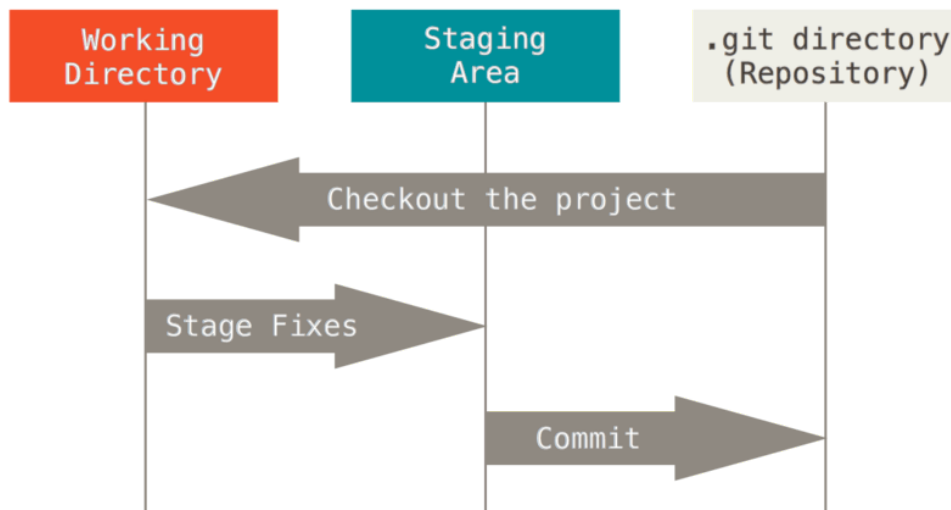 Working
Directory
Staging
Area
.git directory
(Repository)
Checkout the project
Stage Fixes
Commit